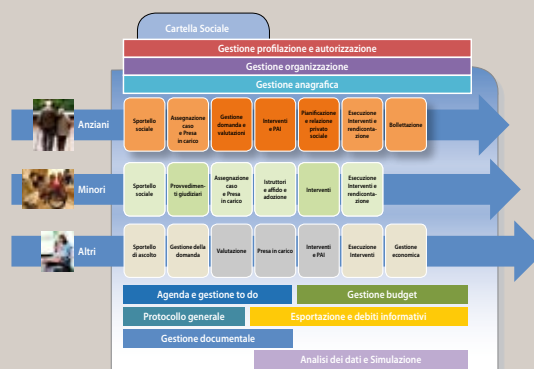 Cartella Sociale
Gestione profilazione e autorizzazione
Gestione organizzazione
Gestione anagrafica
Anziani
Sportello
sociale
Assegnazione
caso
e Presa
in carico
Gestione
domanda e
valutazioni
Interventi
e PAI
Pianificazione
e relazione
privato
sociale
Esecuzione
Interventi e
rendiconta-
zione
Bollettazione
Minori
Sportello
sociale
Provvedimen-
ti giudiziari
Assegnazione
caso
e Presa
in carico
Istruttori
e affido e
adozione
Interventi
Esecuzione
Interventi e
rendiconta-
zione
Altri
Sportello
di ascolto
Gestione della
domanda
Valutazione
Presa in carico
Interventi
e PAI
Esecuzione
Interventi
Gestione
economica
Agenda e gestione to do
Gestione budget
Protocollo generale
Esportazione e debiti informativi
Gestione documentale
Analisi dei dati e Simulazione